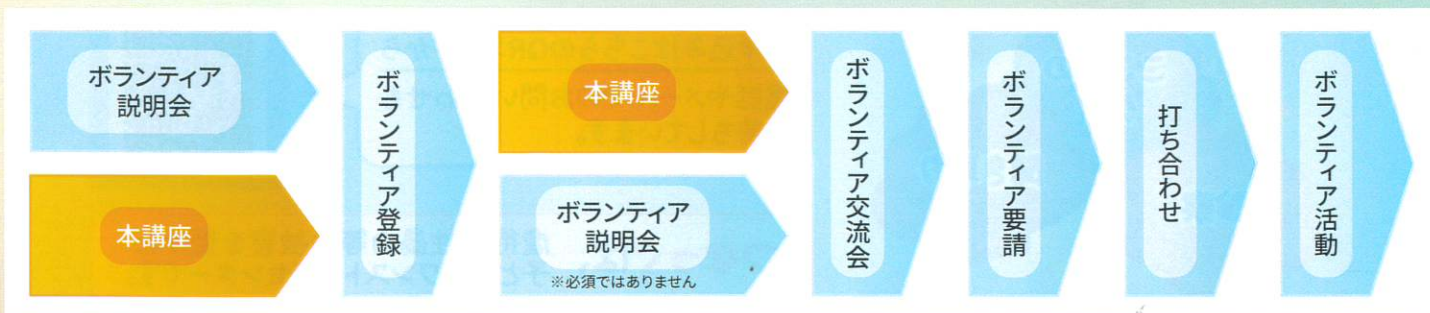 ボランティア
説明会
本講座
ボランティア登録
本講座
ボランティア
説明会
※必須ではありません
ボランティア交流会
ボランティア要請
打ち合わせ
ボランティア活動